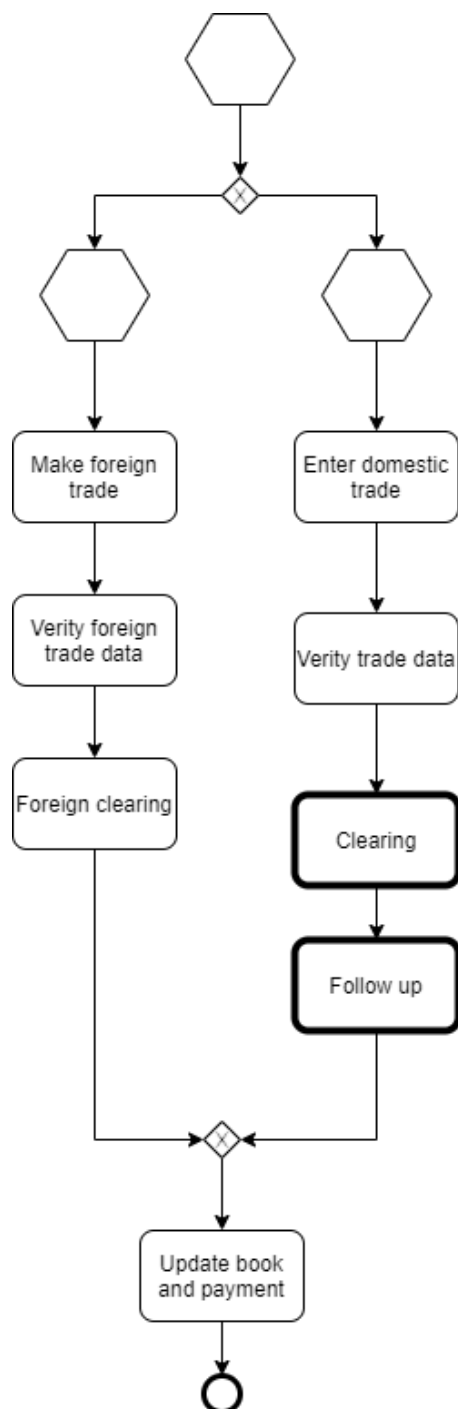 X
Make foreign
trade
Enter domestic
trade
Verity foreign
trade data
Verity trade data
Foreign clearing
Clearing
Follow up
X
Update book
and payment